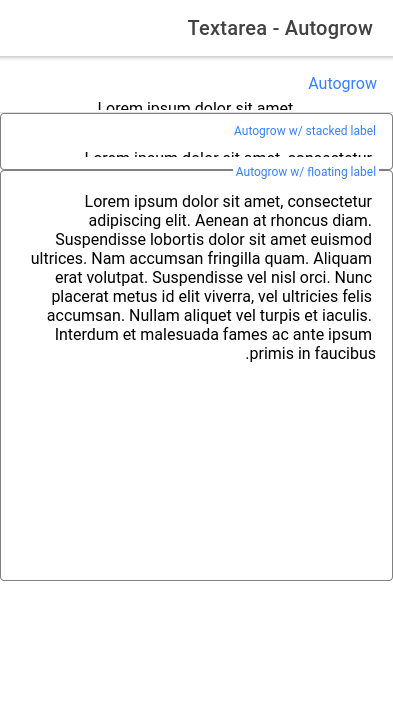 Textarea - Autogrow
Autogrow
Lorem ipsum dolor sit amet,
Autogrow w/ stacked label
Lorem ipsum dolor sit amet, consectetur
Autogrow w/ floating label
Lorem ipsum dolor sit amet, consectetur
adipiscing elit. Aenean at rhoncus diam.
Suspendisse lobortis dolor sit amet euismod
ultrices. Nam accumsan fringilla quam. Aliquam
erat volutpat. Suspendisse vel nisl orci. Nunc
placerat metus id elit viverra, vel ultricies felis
accumsan. Nullam aliquet vel turpis et iaculis.
Interdum et malesuada fames ac ante ipsum
.primis in faucibus